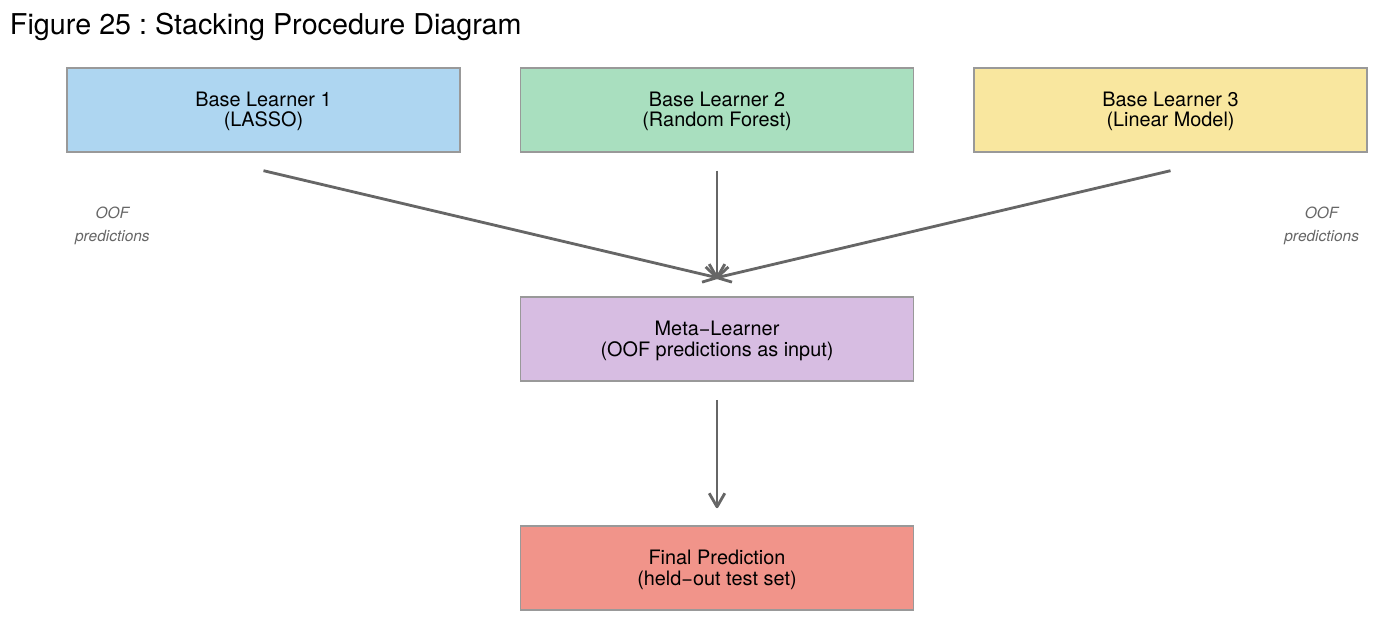 Figure 25 : Stacking Procedure Diagram
Base Learner 1
(LASSO)
Base Learner 2
(Random Forest)
Base Learner 3
(Linear Model)
OOF
predictions
OOF
predictions
Meta−Learner
(OOF predictions as input)
Final Prediction
(held−out test set)